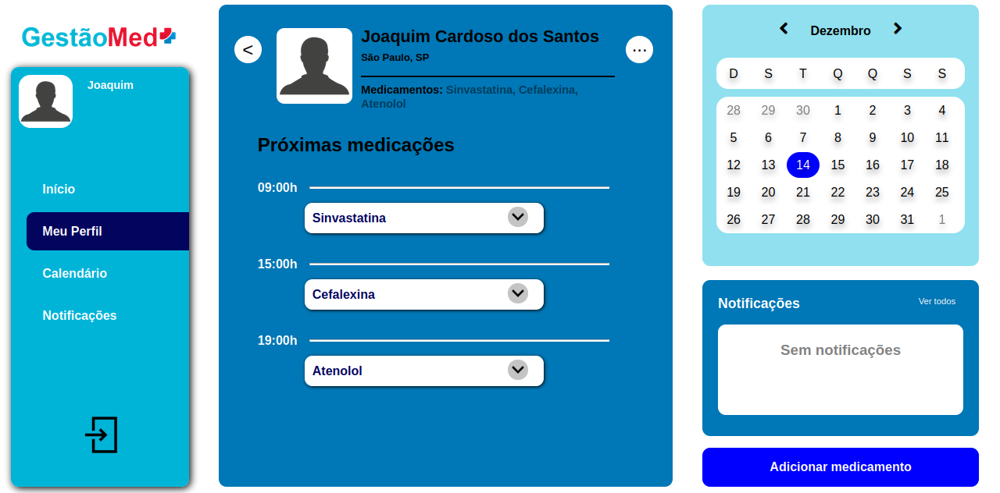 GestãoMed
Joaquim
Início
Meu Perfil
Calendário
Notificações
<
Joaquim Cardoso dos Santos
São Paulo, SP
...
Medicamentos: Sinvastatina, Cefalexina,
Atenolol
Próximas medicações
09:00h
Sinvastatina
15:00h
Cefalexina
19:00h
Atenolol
Dezembro
D S T Q Q S S
28 29 30 1 2 3 4
5 6 7 8 9 10 11
12 13 14 15 16 17 18
19 20 21 22 23 24 25
26 27 28 29 30 31 1
Notificações Ver todos
Sem notificações
Adicionar medicamento